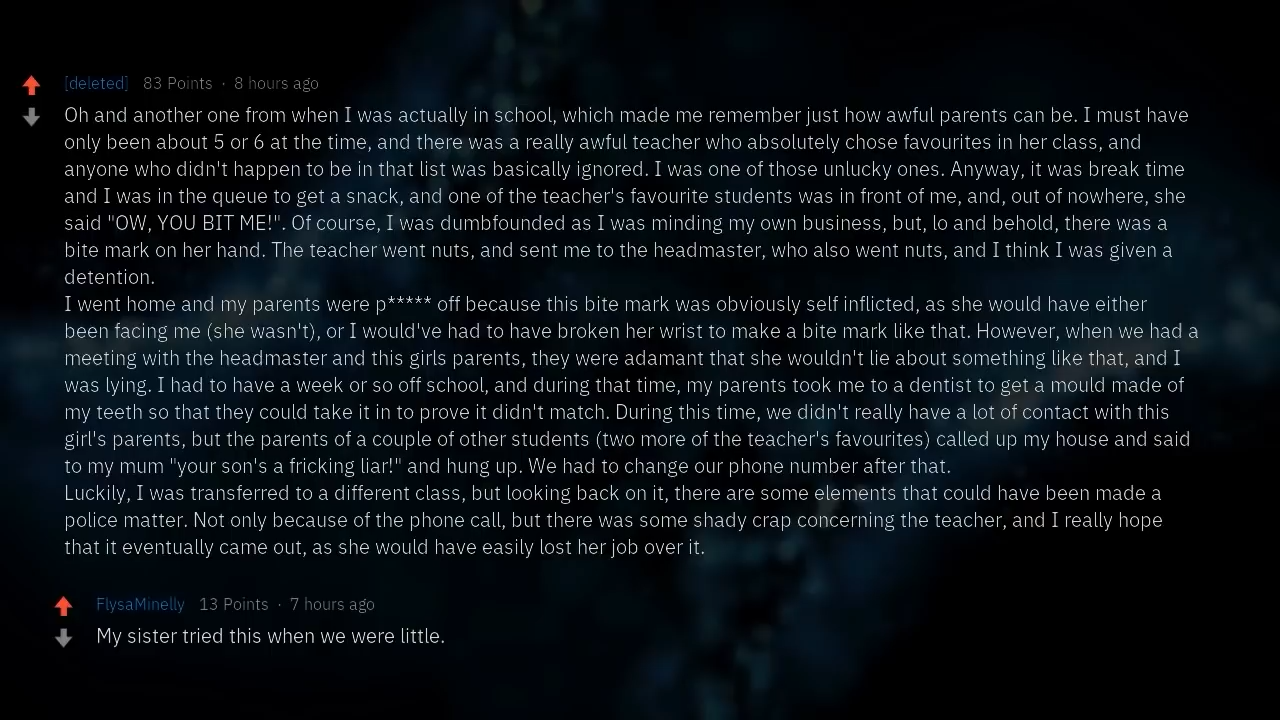 [deleted] 83 Points · 8 hours ago
Oh and another one from when I was actually in school, which made me remember just how awful parents can be. I must have
only been about 5 or 6 at the time, and there was a really awful teacher who absolutely chose favourites in her class, and
anyone who didn't happen to be in that list was basically ignored. I was one of those unlucky ones. Anyway, it was break time
and I was in the queue to get a snack, and one of the teacher's favourite students was in front of me, and, out of nowhere, she
said "OW, YOU BIT ME!". Of course, I was dumbfounded as I was minding my own business, but, lo and behold, there was a
bite mark on her hand. The teacher went nuts, and sent me to the headmaster, who also went nuts, and I think I was given a
detention.
I went home and my parents were p***** off because this bite mark was obviously self inflicted, as she would have either
been facing me (she wasn't), or I would've had to have broken her wrist to make a bite mark like that. However, when we had a
meeting with the headmaster and this girls parents, they were adamant that she wouldn't lie about something like that, and I
was lying. I had to have a week or so off school, and during that time, my parents took me to a dentist to get a mould made of
my teeth so that they could take it in to prove it didn't match. During this time, we didn't really have a lot of contact with this
girl's parents, but the parents of a couple of other students (two more of the teacher's favourites) called up my house and said
to my mum "your son's a fricking liar!" and hung up. We had to change our phone number after that.
Luckily, I was transferred to a different class, but looking back on it, there are some elements that could have been made a
police matter. Not only because of the phone call, but there was some shady crap concerning the teacher, and I really hope
that it eventually came out, as she would have easily lost her job over it.
FlysaMinelly 13 Points · 7 hours ago
My sister tried this when we were little.